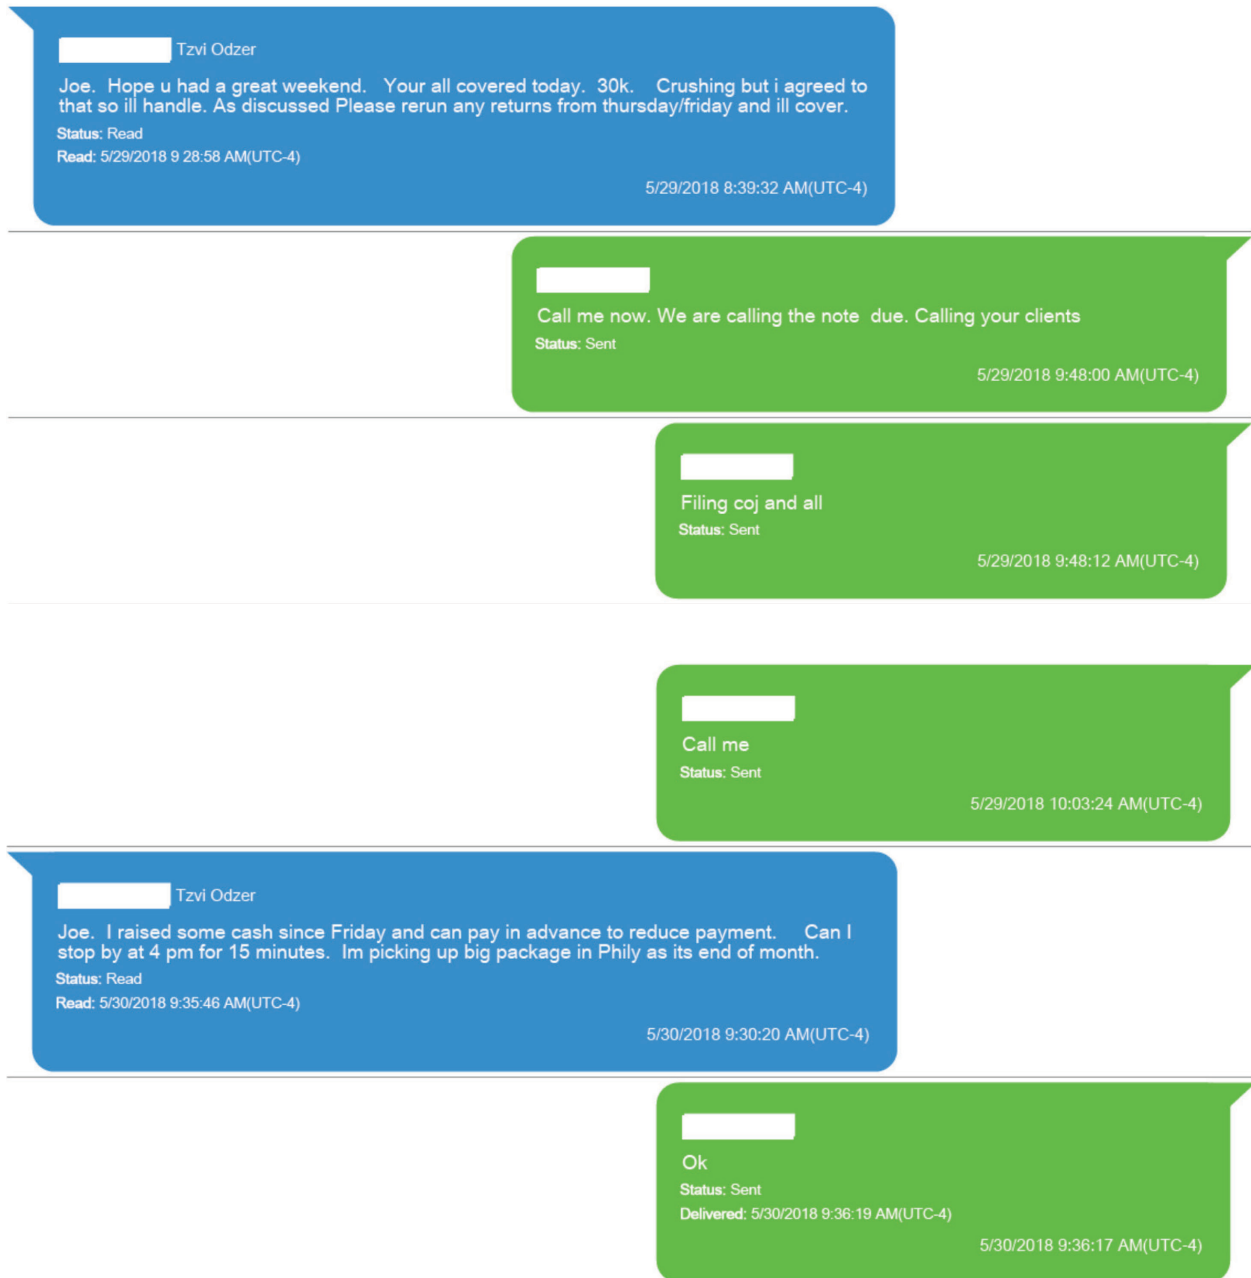 Tzvi Odzer
Joe.  Hope u had a great weekend.   Your all covered today.  30k.    Crushing but i agreed to
that so ill handle. As discussed Please rerun any returns from thursday/friday and ill cover.
Status: Read
Read: 5/29/2018 9 28:58 AM(UTC-4)
5/29/2018 8:39:32 AM(UTC-4)
Call me now. We are calling the note  due. Calling your clients
Status: Sent
5/29/2018 9:48:00 AM(UTC-4)
Filing coj and all
Status: Sent
5/29/2018 9:48:12 AM(UTC-4)
Call me
Status: Sent
5/29/2018 10:03:24 AM(UTC-4)
Tzvi Odzer
Joe.  I raised some cash since Friday and can pay in advance to reduce payment.     Can I
stop by at 4 pm for 15 minutes.  Im picking up big package in Phily as its end of month.
Status: Read
Read: 5/30/2018 9:35:46 AM(UTC-4)
5/30/2018 9:30:20 AM(UTC-4)
Ok
Status: Sent
Delivered: 5/30/2018 9:36:19 AM(UTC-4)
5/30/2018 9:36:17 AM(UTC-4)